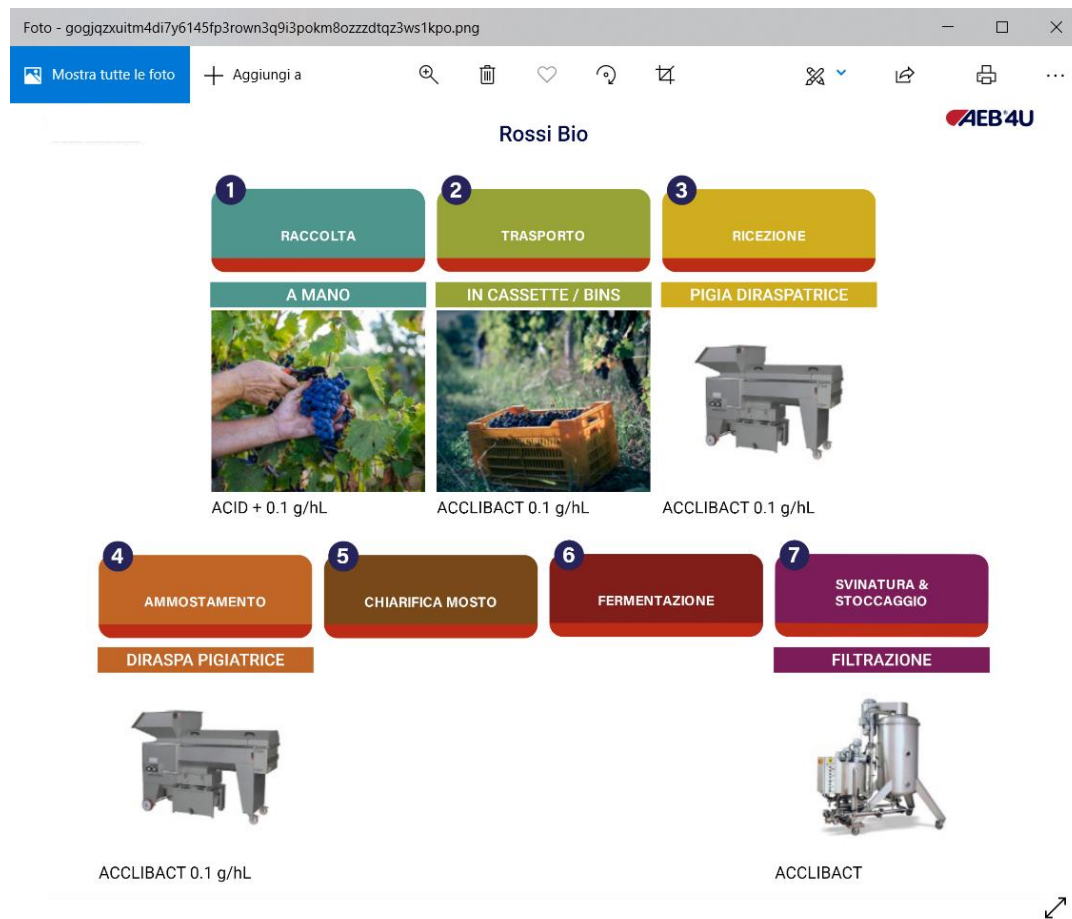 Foto - gogjqzxuitm4di7y6145fp3rown3q9i3pokm8ozzzdtqz3ws1kpo.png
Mostra tutte le foto
Aggiungi a
AEB®4U
Rossi Bio
1
2
3
RACCOLTA
TRASPORTO
RICEZIONE
A MANO
IN CASSETTE / BINS
PIGIA DIRASPATRICE
ACID + 0.1 g/hL
ACCLIBACT 0.1 g/hL
ACCLIBACT 0.1 g/hL
4
5
6
7
AMMOSTAMENTO
CHIARIFICA MOSTO
FERMENTAZIONE
SVINATURA &
STOCCAGGIO
DIRASPA PIGIATRICE
FILTRAZIONE
ACCLIBACT 0.1 g/hL
ACCLIBACT